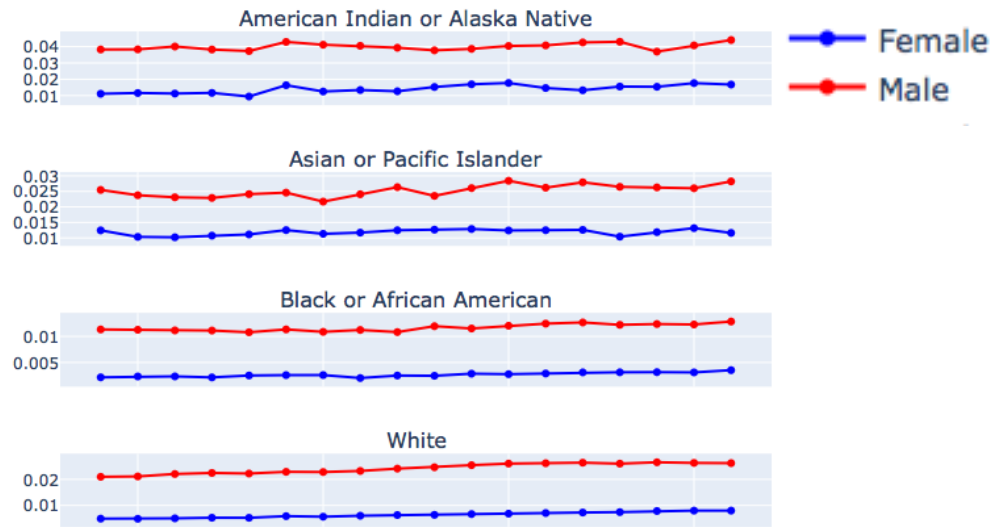 American Indian or Alaska Native
0.04
0.03
0.02
0.01
Female
Male
Asian or Pacific Islander
0.03
0.025
0.02
0.015
0.01
Black or African American
0.01
0.005
White
0.02
0.01